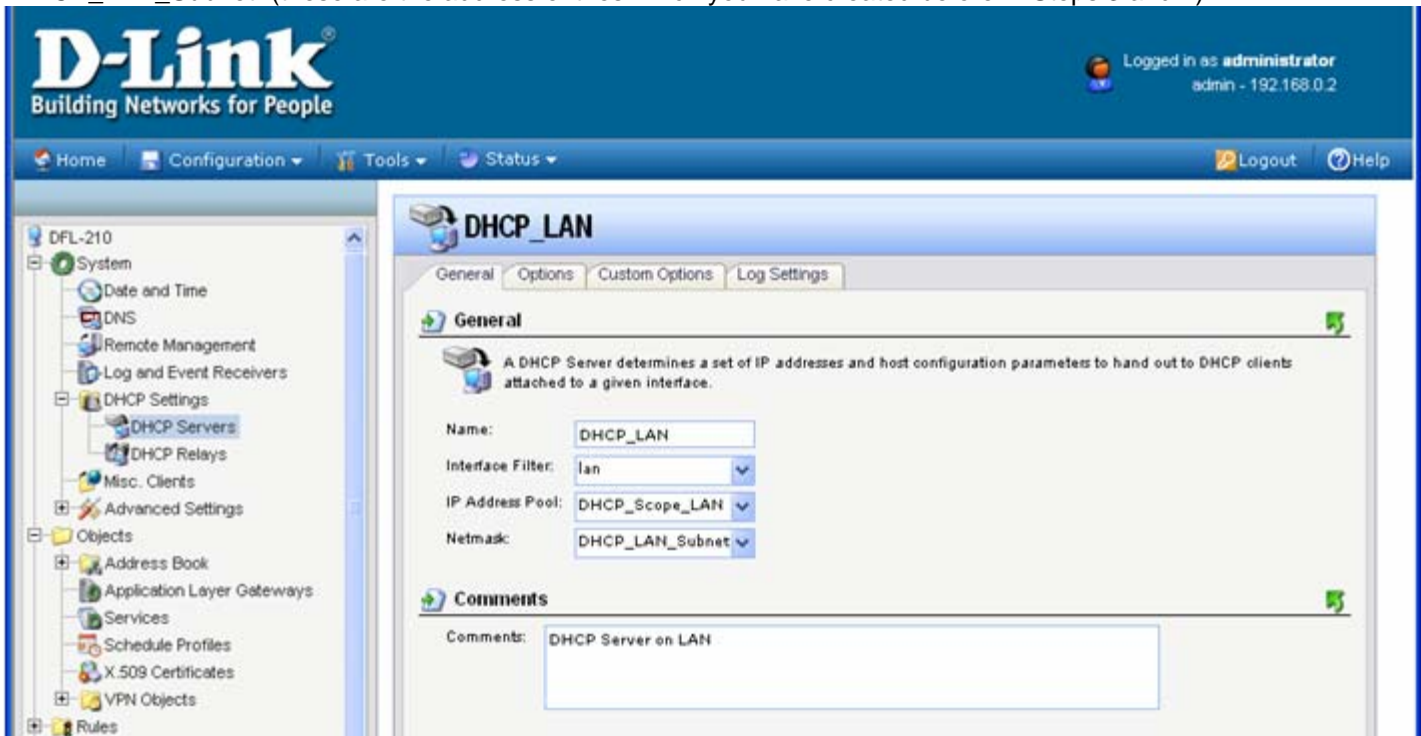 D-Link®
Building Networks for People
Logged in as administrator
admin - 192.168.0.2
Home Configuration Tools Status Logout Help
DFL-210
System
Date and Time
DNS
Remote Management
Log and Event Receivers
DHCP Settings
DHCP Servers
DHCP Relays
Misc. Clients
Advanced Settings
Objects
Address Book
Application Layer Gateways
Services
Schedule Profiles
X.509 Certificates
VPN Objects
Rules
DHCP_LAN
General Options Custom Options Log Settings
General
A DHCP Server determines a set of IP addresses and host configuration parameters to hand out to DHCP clients
attached to a given interface.
Name: DHCP_LAN
Interface Filter: lan
IP Address Pool: DHCP_Scope_LAN
Netmask: DHCP_LAN_Subnet
Comments
Comments: DHCP Server on LAN